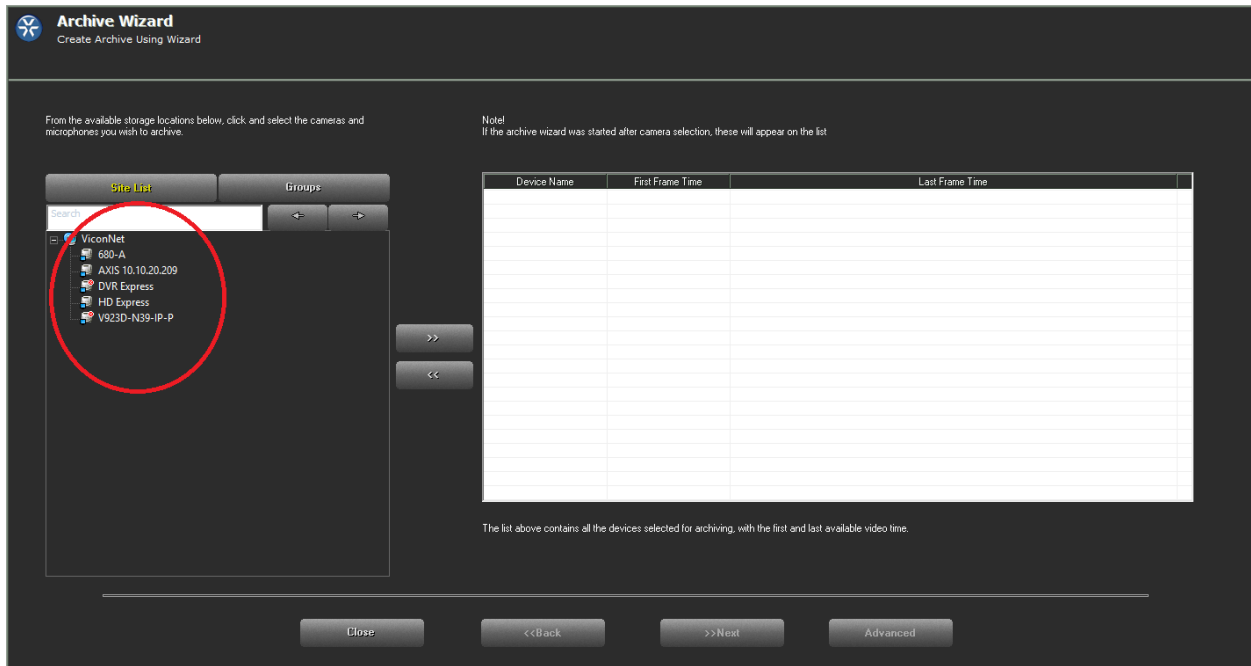 Archive Wizard
Create Archive Using Wizard
From the available storage locations below, click and select the cameras and
microphones you wish to archive.
Note!
If the archive wizard was started after camera selection, these will appear on the list
Site List
Groups
Search
ViconNet
680-A
AXIS 10.10.20.209
DVR Express
HD Express
V923D-N39-IP-P
>>
<<
Device Name
First Frame Time
Last Frame Time
The list above contains all the devices selected for archiving, with the first and last available video time.
Close
<<Back
>>Next
Advanced